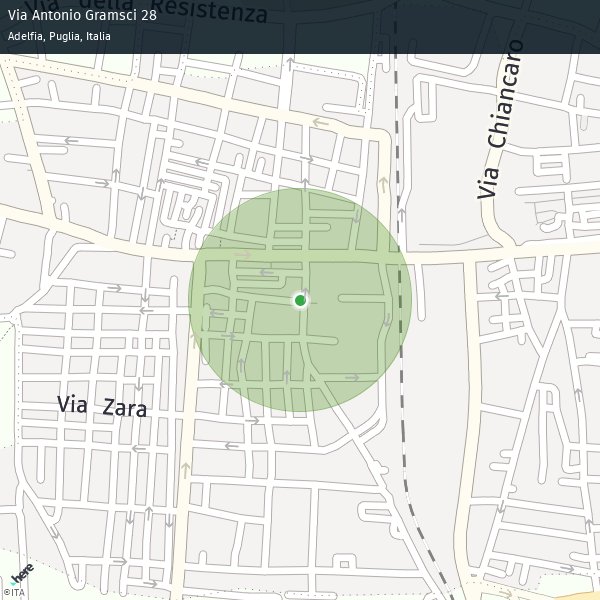 Via della Resistenza
Via Antonio Gramsci 28
Adelfia, Puglia, Italia
Via Chiancaro
Via Zara
here
©ITA